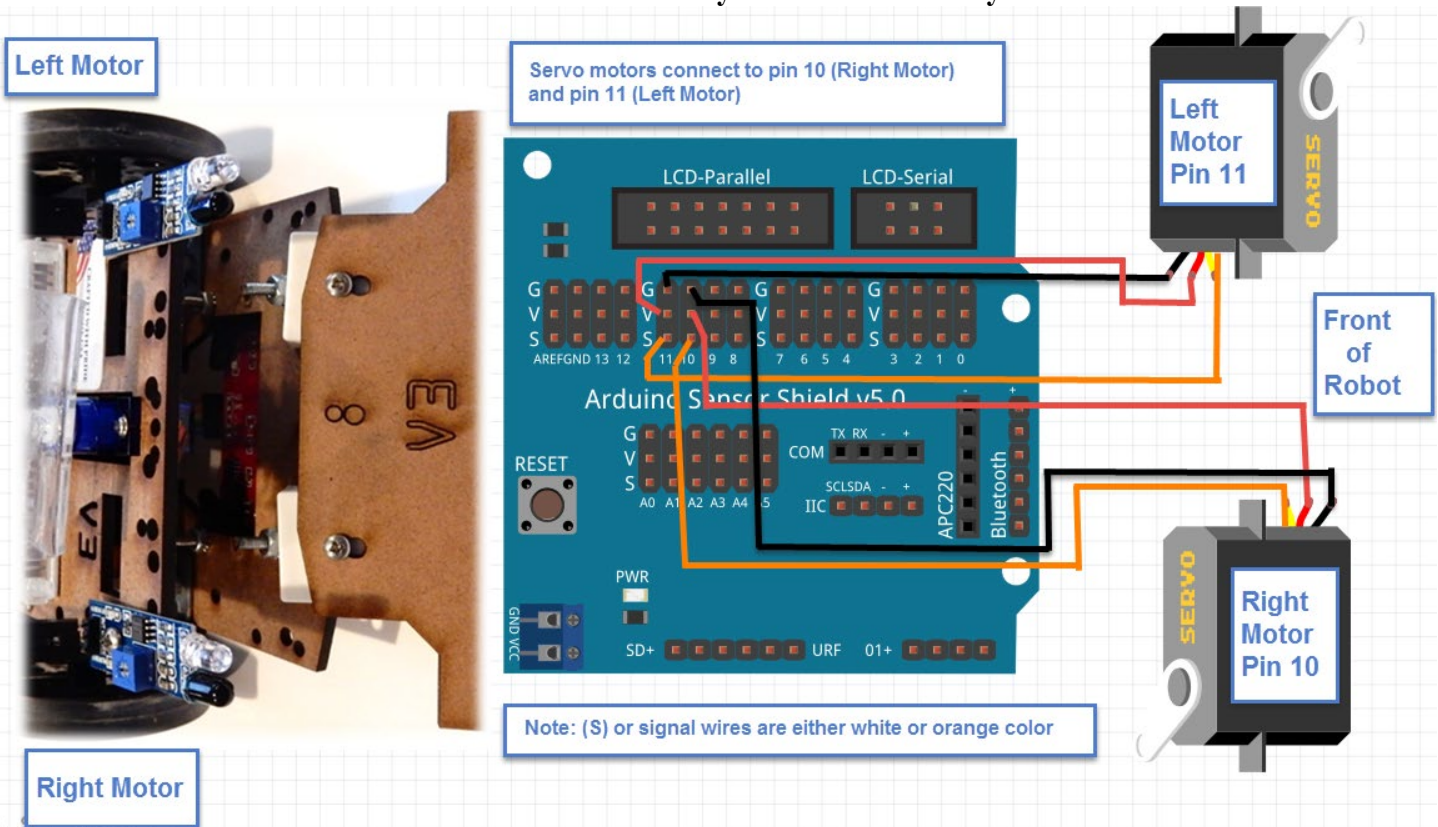 Left Motor
Servo motors connect to pin 10 (Right Motor)
and pin 11 (Left Motor)
Left
Motor
Pin 11
SERVO
LCD-Parallel
LCD-Serial
G G G G
V V V V
S S S S
AREF GND 13 12 11 10 9 8 7 6 5 4 3 2 1 0
Front
of
Robot
Arduino Sensor Shield v5.0
- +
G
V
S
A0 A1 A2 A3 A4 A5
COM
TX RX - +
IIC
SCL SDA - +
APC220
Bluetooth
RESET
8
V3
EV
PWR
GND VCC
SD+
URF
01+
SERVO
Right
Motor
Pin 10
Note: (S) or signal wires are either white or orange color
Right Motor